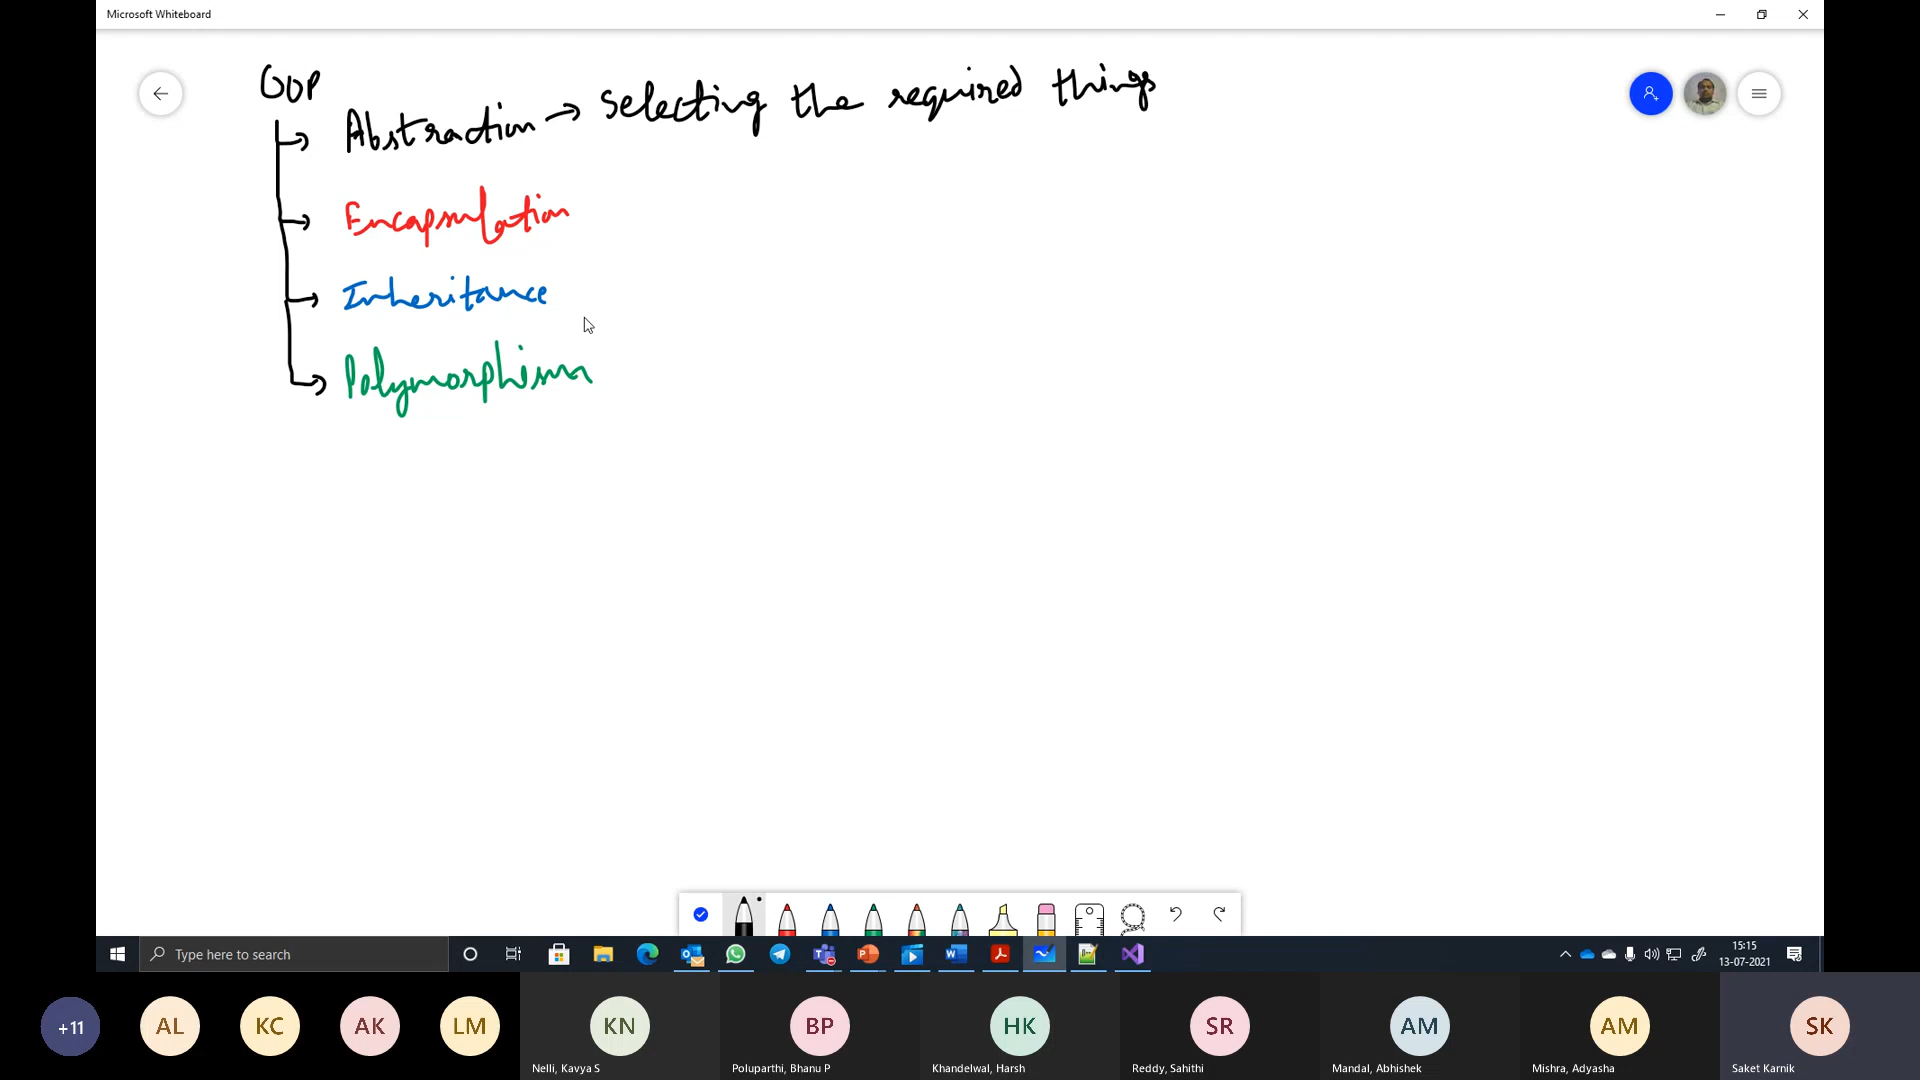 Microsoft Whiteboard
OOP
Abstraction → Selecting the required things
Encapsulation
Inheritance
Polymorphism
Type here to search
15:15
13-07-2021
+11
AL
KC
AK
LM
KN
BP
HK
SR
AM
AM
SK
Nelli, Kavya S
Poluparthi, Bhanu P
Khandelwal, Harsh
Reddy, Sahithi
Mandal, Abhishek
Mishra, Adyasha
Saket Karnik